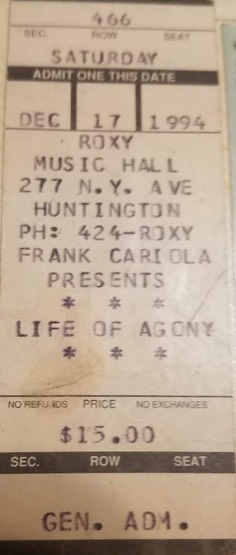 466
SEC. ROW SEAT
SATURDAY
ADMIT ONE THIS DATE
DEC 17 1994
ROXY
MUSIC HALL
277 N.Y. AVE
HUNTINGTON
PH: 424-ROXY
FRANK CARIOLA
PRESENTS
* * *
LIFE OF AGONY
* * *
NO REFUNDS PRICE NO EXCHANGES
$15.00
SEC. ROW SEAT
GEN. ADM.